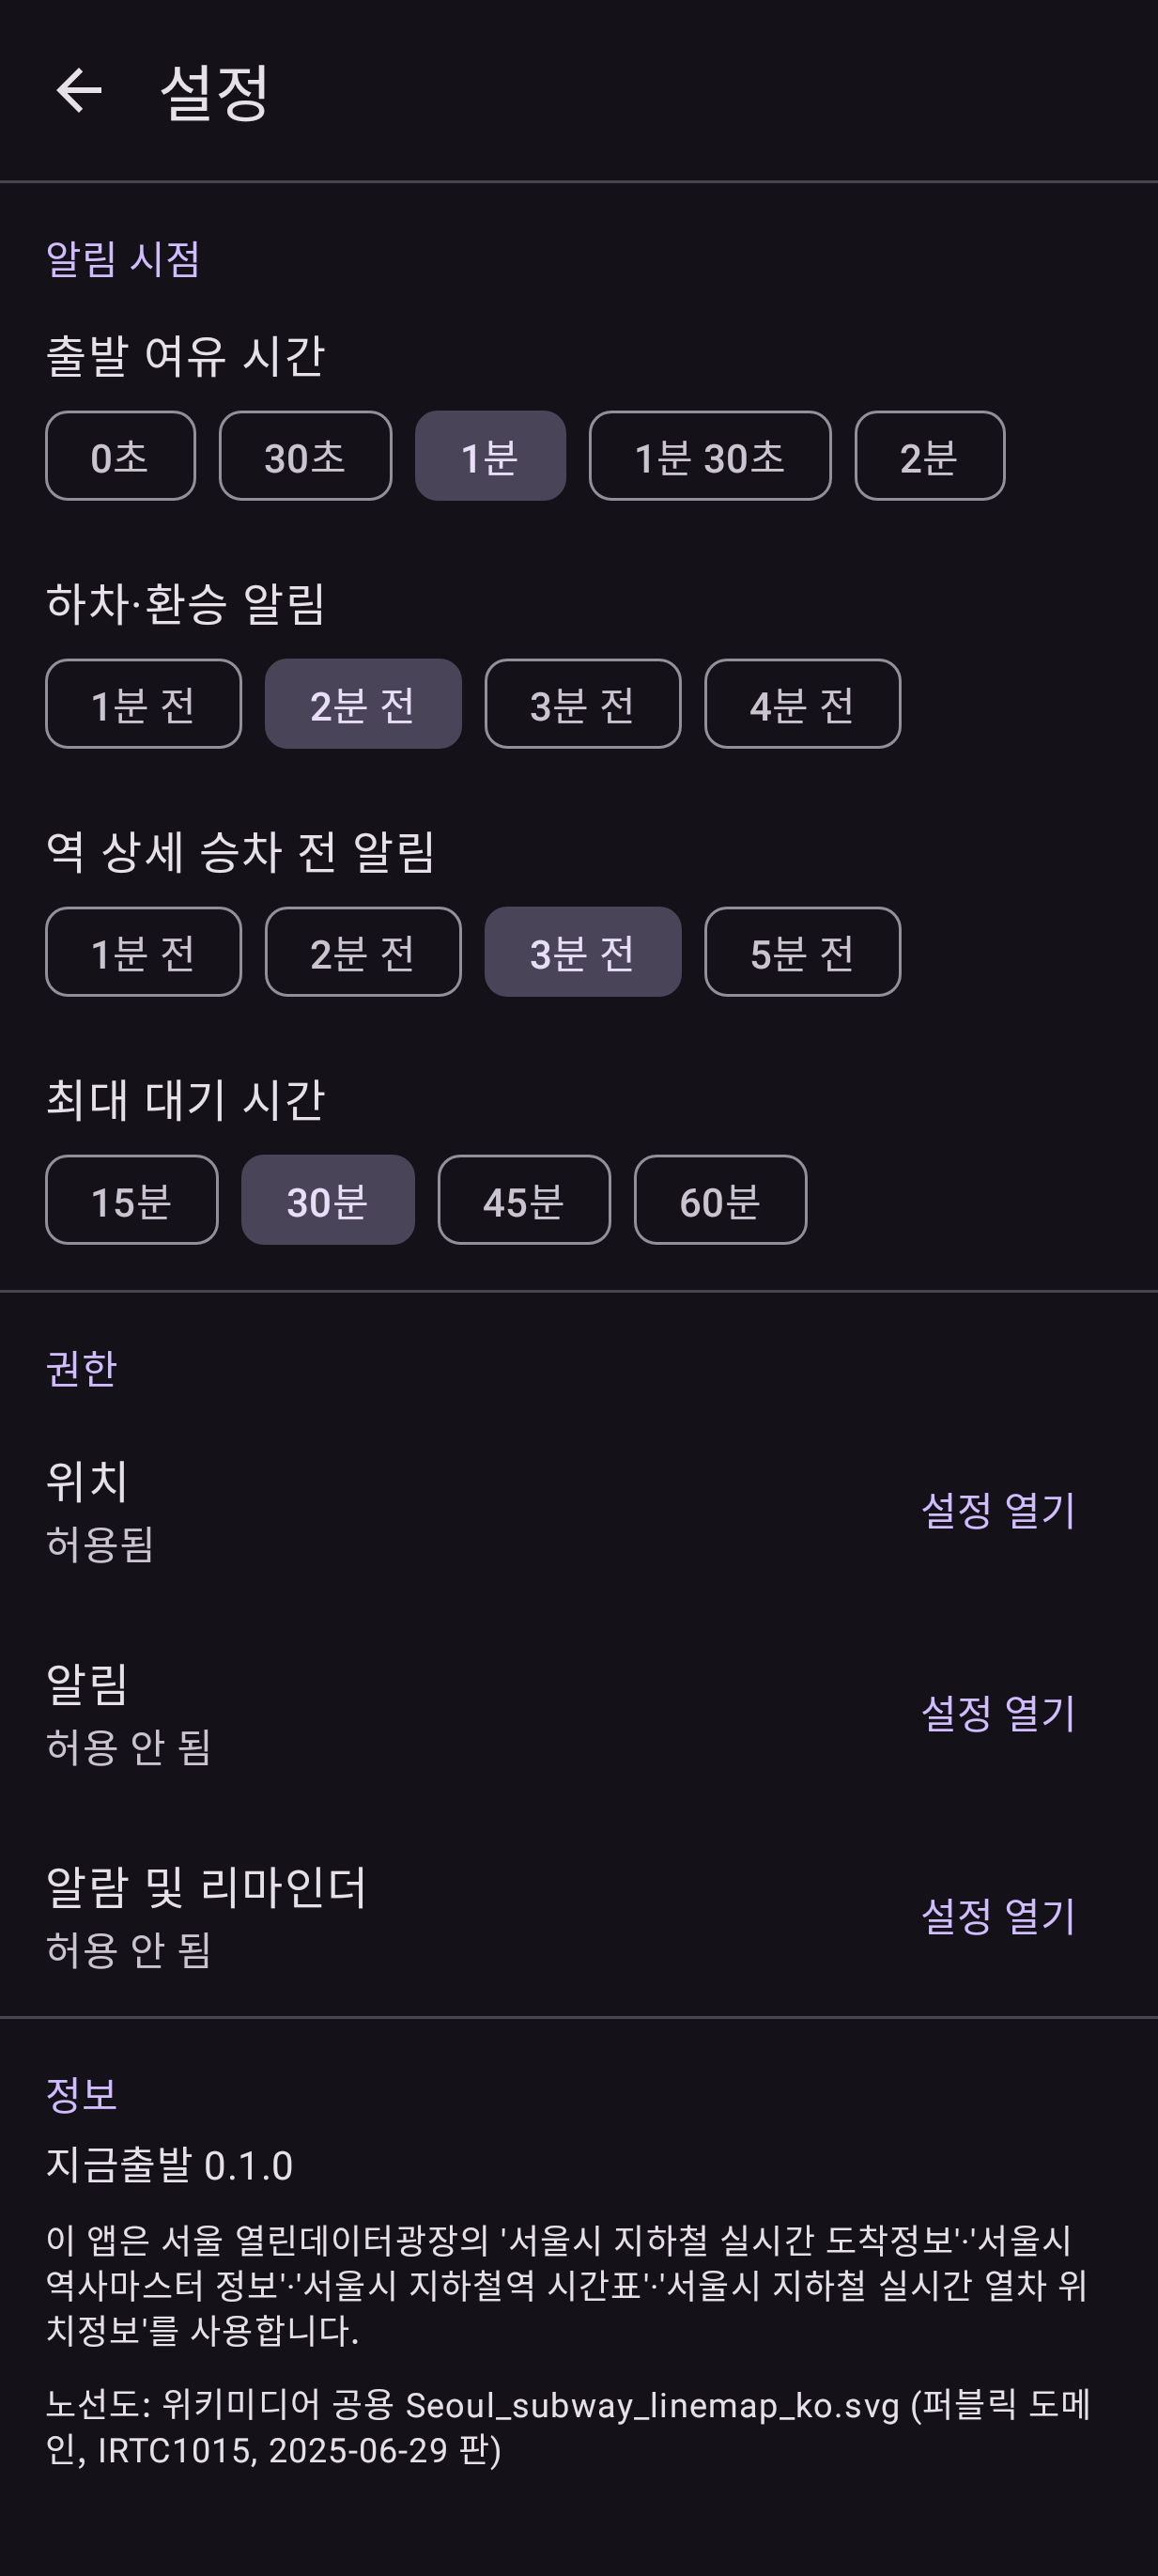 설정
알림 시점
출발 여유 시간
0초 30초 1분 1분 30초 2분
하차·환승 알림
1분 전 2분 전 3분 전 4분 전
역 상세 승차 전 알림
1분 전 2분 전 3분 전 5분 전
최대 대기 시간
15분 30분 45분 60분
권한
위치
허용됨
설정 열기
알림
허용 안 됨
설정 열기
알람 및 리마인더
허용 안 됨
설정 열기
정보
지금출발 0.1.0
이 앱은 서울 열린데이터광장의 '서울시 지하철 실시간 도착정보'·'서울시
역사마스터 정보'·'서울시 지하철역 시간표'·'서울시 지하철 실시간 열차 위
치정보'를 사용합니다.
노선도: 위키미디어 공용 Seoul_subway_linemap_ko.svg (퍼블릭 도메
인, IRTC1015, 2025-06-29 판)